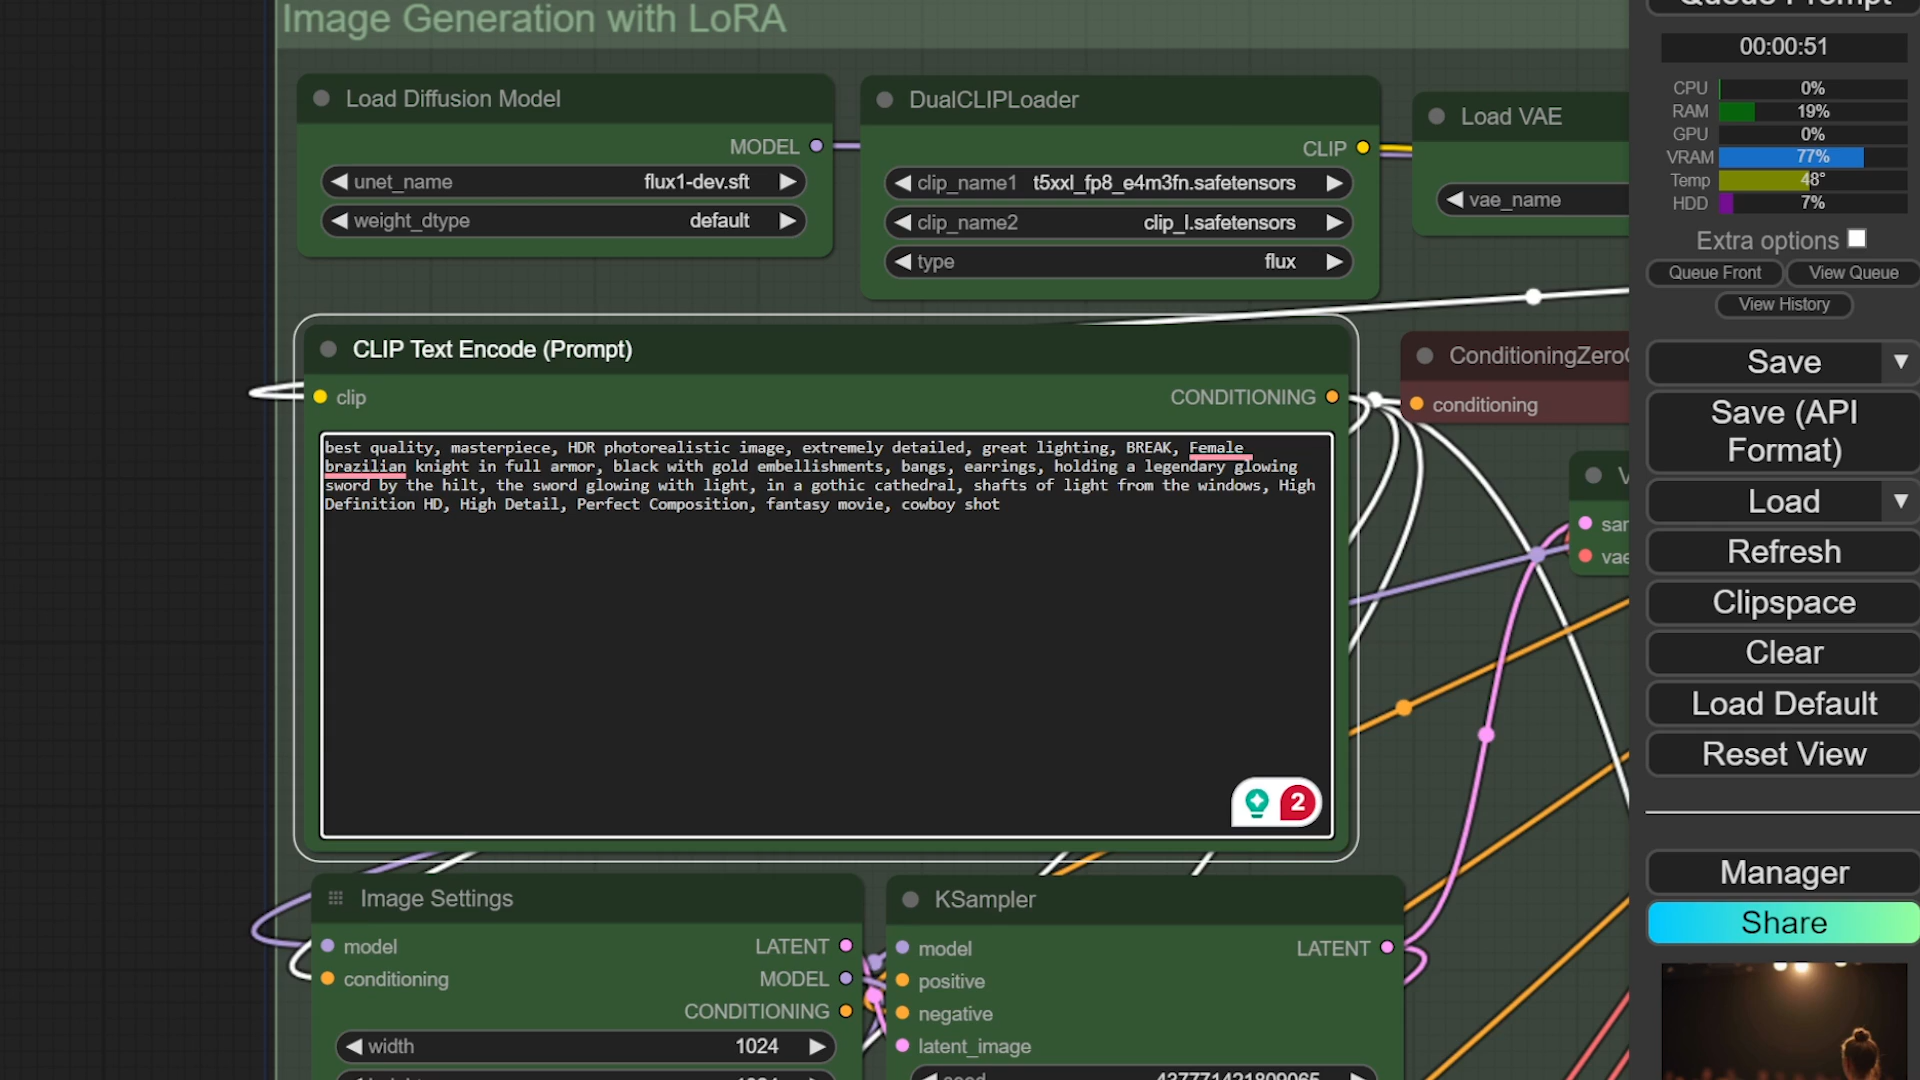 Image Generation with LoRA
Load Diffusion Model
MODEL
unet_name flux1-dev.sft
weight_dtype default
DualCLIPLoader
CLIP
clip_name1 t5xxl_fp8_e4m3fn.safetensors
clip_name2 clip_l.safetensors
type flux
Load VAE
vae_name
CLIP Text Encode (Prompt)
clip
CONDITIONING
best quality, masterpiece, HDR photorealistic image, extremely detailed, great lighting, BREAK, Female
brazilian knight in full armor, black with gold embellishments, bangs, earrings, holding a legendary glowing
sword by the hilt, the sword glowing with light, in a gothic cathedral, shafts of light from the windows, High
Definition HD, High Detail, Perfect Composition, fantasy movie, cowboy shot
2
ConditioningZero
conditioning
V
sam
vae
Image Settings
model LATENT
conditioning MODEL
CONDITIONING
width 1024
KSampler
model LATENT
positive
negative
latent_image
Queue Prompt
00:00:51
CPU 0%
RAM 19%
GPU 0%
VRAM 77%
Temp 48°
HDD 7%
Extra options
Queue Front View Queue
View History
Save
Save (API
Format)
Load
Refresh
Clipspace
Clear
Load Default
Reset View
Manager
Share